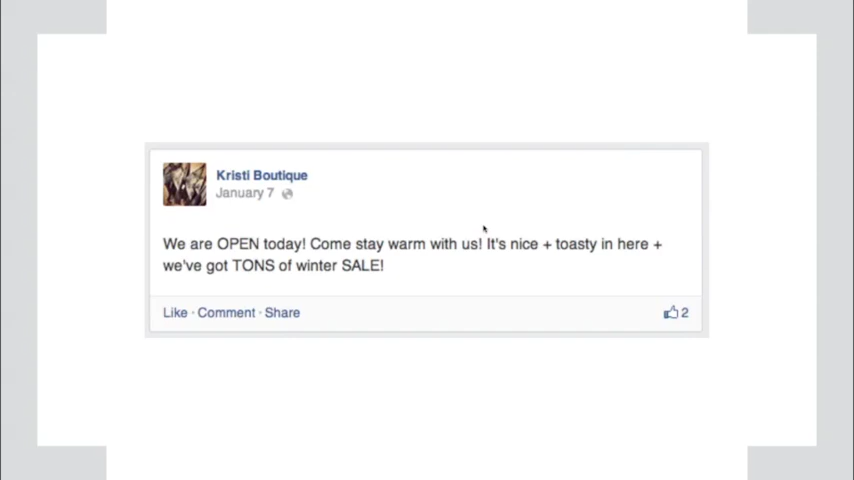 Kristi Boutique
January 7
We are OPEN today! Come stay warm with us! It's nice + toasty in here +
we've got TONS of winter SALE!
Like · Comment · Share
2